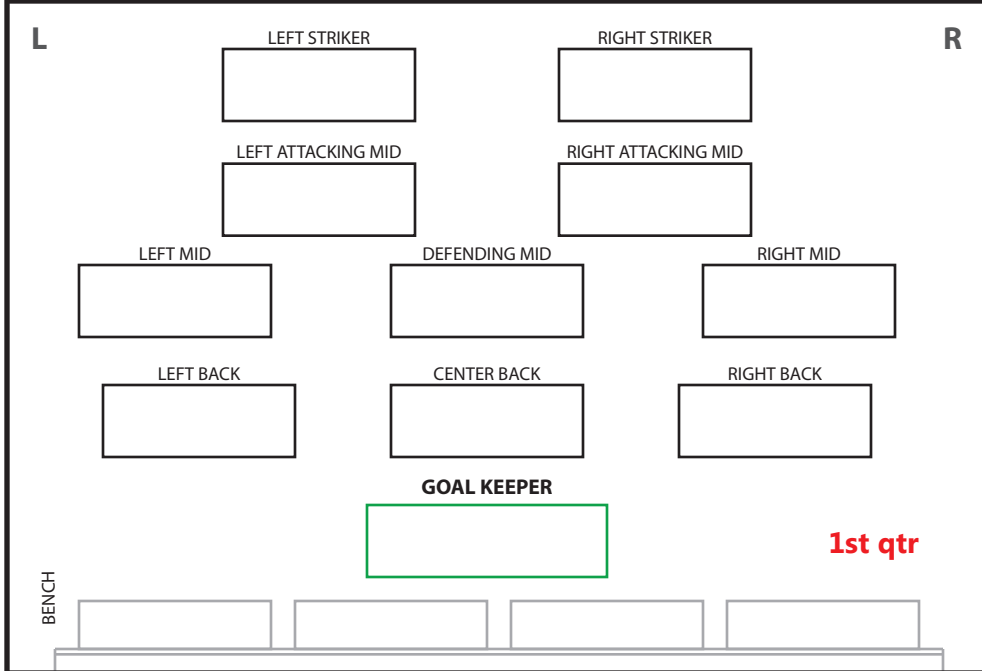 L
R
LEFT STRIKER
RIGHT STRIKER
LEFT ATTACKING MID
RIGHT ATTACKING MID
LEFT MID
DEFENDING MID
RIGHT MID
LEFT BACK
CENTER BACK
RIGHT BACK
GOAL KEEPER
1st qtr
BENCH